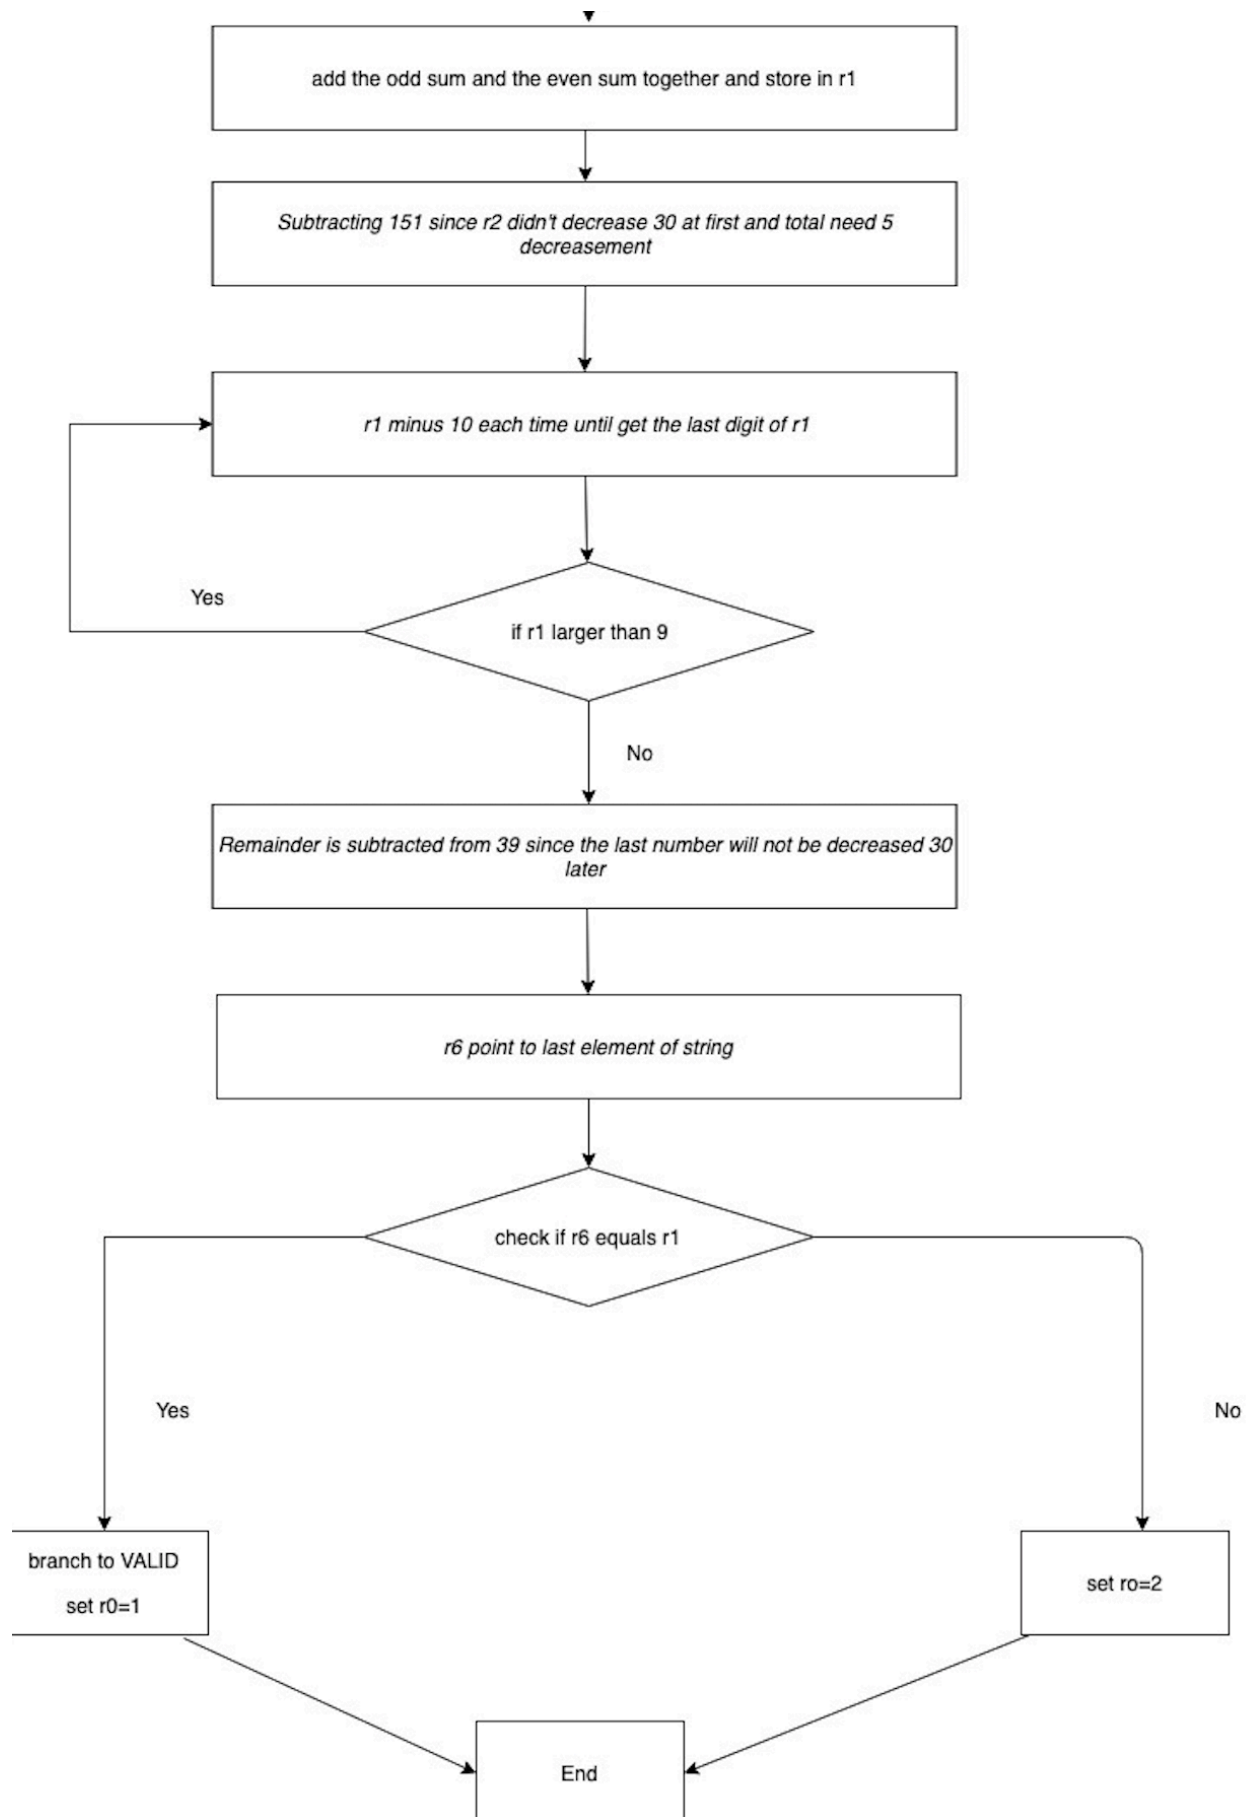 add the odd sum and the even sum together and store in r1
Subtracting 151 since r2 didn't decrease 30 at first and total need 5
decreasement
r1 minus 10 each time until get the last digit of r1
Yes
if r1 larger than 9
No
Remainder is subtracted from 39 since the last number will not be decreased 30
later
r6 point to last element of string
check if r6 equals r1
Yes
No
branch to VALID
set r0=1
set ro=2
End